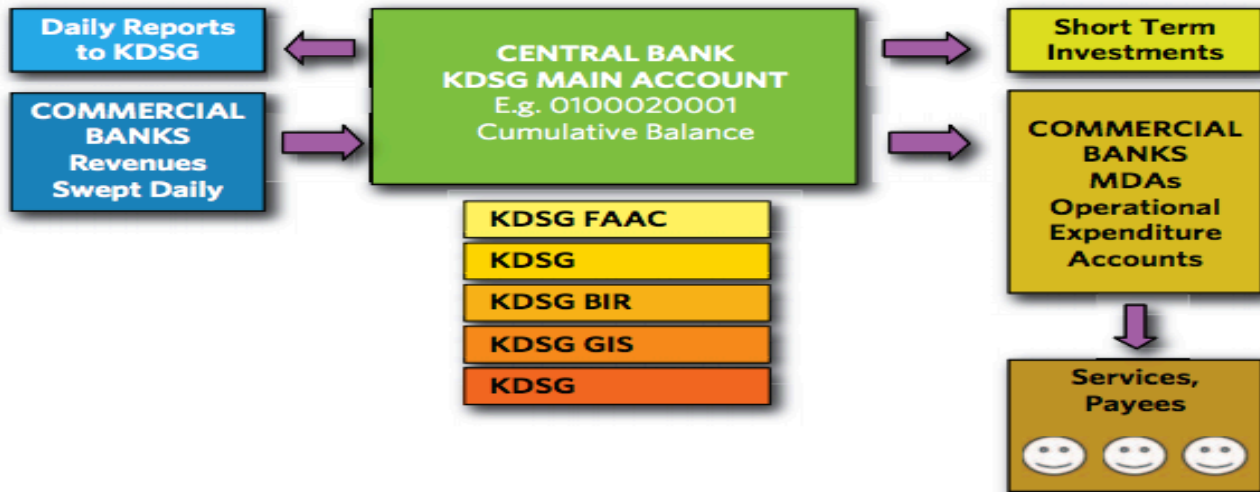 Daily Reports
to KDSG
COMMERCIAL
BANKS
Revenues
Swept Daily
CENTRAL BANK
KDSG MAIN ACCOUNT
E.g. 0100020001
Cumulative Balance
KDSG FAAC
KDSG
KDSG BIR
KDSG GIS
KDSG
Short Term
Investments
COMMERCIAL
BANKS
MDAs
Operational
Expenditure
Accounts
Services,
Payees